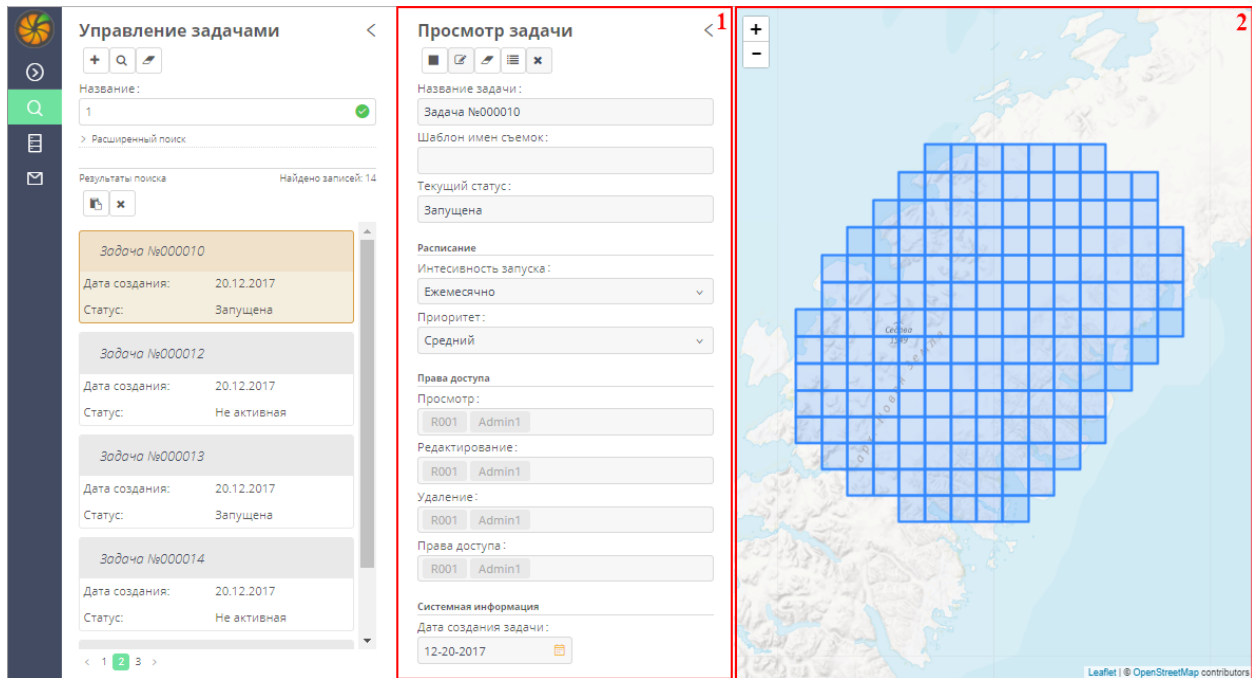 Управление задачами
Название:
1
Расширенный поиск
Результаты поиска Найдено записей: 14
Задача №000010
Дата создания: 20.12.2017
Статус: Запущена
Задача №000012
Дата создания: 20.12.2017
Статус: Не активная
Задача №000013
Дата создания: 20.12.2017
Статус: Запущена
Задача №000014
Дата создания: 20.12.2017
Статус: Не активная
< 1 2 3 >
Просмотр задачи
1
Название задачи:
Задача №000010
Шаблон имен съемок:
Текущий статус:
Запущена
Расписание
Интесивность запуска:
Ежемесячно
Приоритет:
Средний
Права доступа
Просмотр:
R001 Admin1
Редактирование:
R001 Admin1
Удаление:
R001 Admin1
Права доступа:
R001 Admin1
Системная информация
Дата создания задачи:
12-20-2017
2
+
−
Новая Земля
Leaflet | © OpenStreetMap contributors